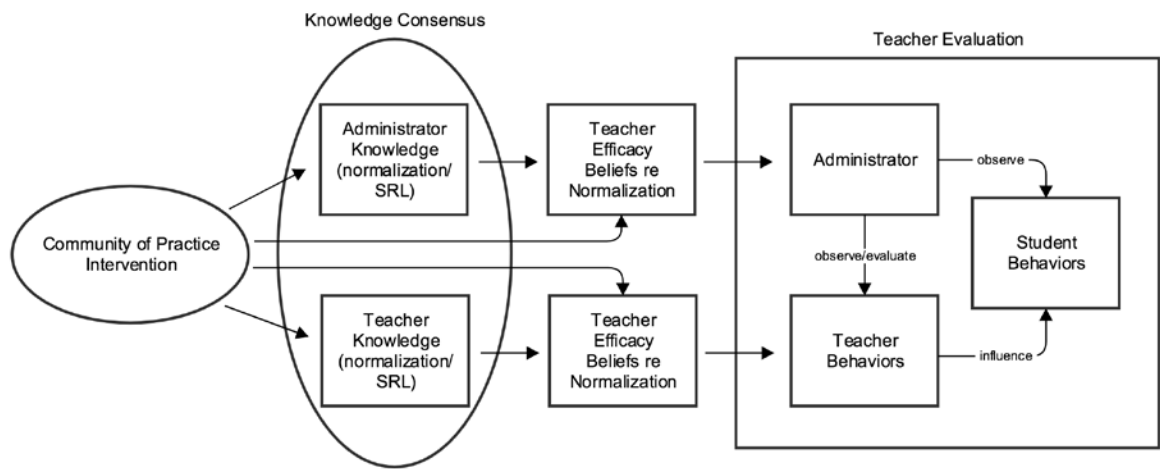 Knowledge Consensus
Teacher Evaluation
Administrator
Knowledge
(normalization/
SRL)
Teacher
Efficacy
Beliefs re
Normalization
Administrator
observe
Community of Practice
Intervention
observe/evaluate
Student
Behaviors
Teacher
Knowledge
(normalization/
SRL)
Teacher
Efficacy
Beliefs re
Normalization
Teacher
Behaviors
influence